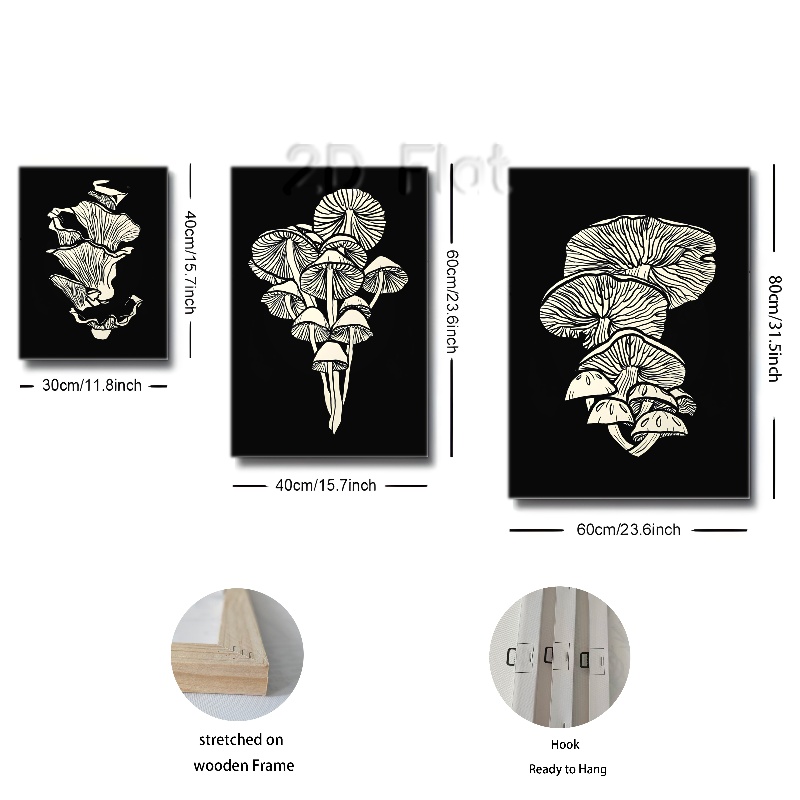 2D Flat
40cm/15.7inch
30cm/11.8inch
60cm/23.6inch
40cm/15.7inch
80cm/31.5inch
60cm/23.6inch
stretched on
wooden Frame
Hook
Ready to Hang